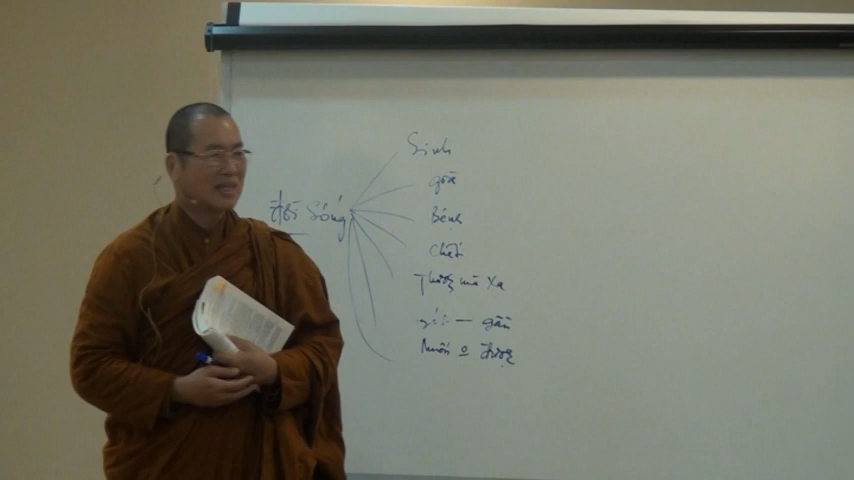 Đời sống
Sinh
già
Bệnh
chết
Thương mà xa
ghét — gần
Muốn o được